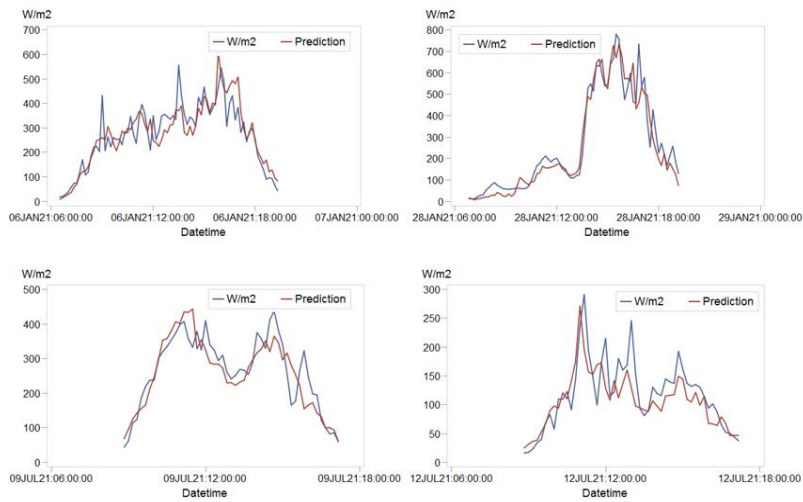 W/m2
700
600
500
400
300
200
100
0
W/m2 Prediction
06JAN21:06:00:00 06JAN21:12:00:00 06JAN21:18:00:00 07JAN21:00:00:00
Datetime
W/m2
800
700
600
500
400
300
200
100
0
W/m2 Prediction
28JAN21:06:00:00 28JAN21:12:00:00 28JAN21:18:00:00 29JAN21:00:00:00
Datetime
W/m2
500
400
300
200
100
0
W/m2 Prediction
09JUL21:06:00:00 09JUL21:12:00:00 09JUL21:18:00:00
Datetime
W/m2
300
250
200
150
100
50
0
W/m2 Prediction
12JUL21:06:00:00 12JUL21:12:00:00 12JUL21:18:00:00
Datetime